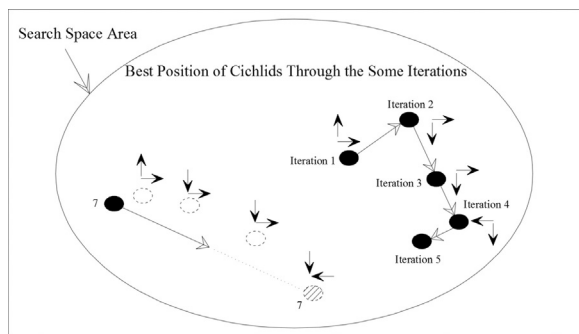 Search Space Area
Best Position of Cichlids Through the Some Iterations
Iteration 2
Iteration 1
Iteration 3
7
Iteration 4
Iteration 5
7